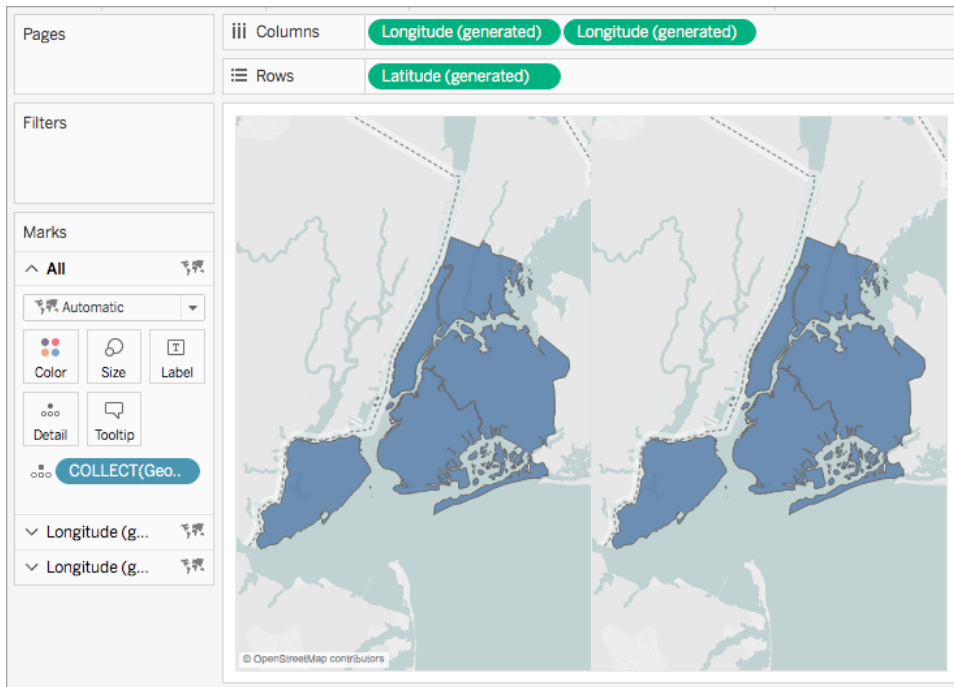 Pages
Columns
Longitude (generated)
Longitude (generated)
Rows
Latitude (generated)
Filters
Marks
All
Automatic
Color
Size
T
Label
Detail
Tooltip
COLLECT(Geo..
Longitude (g...
Longitude (g...
© OpenStreetMap contributors